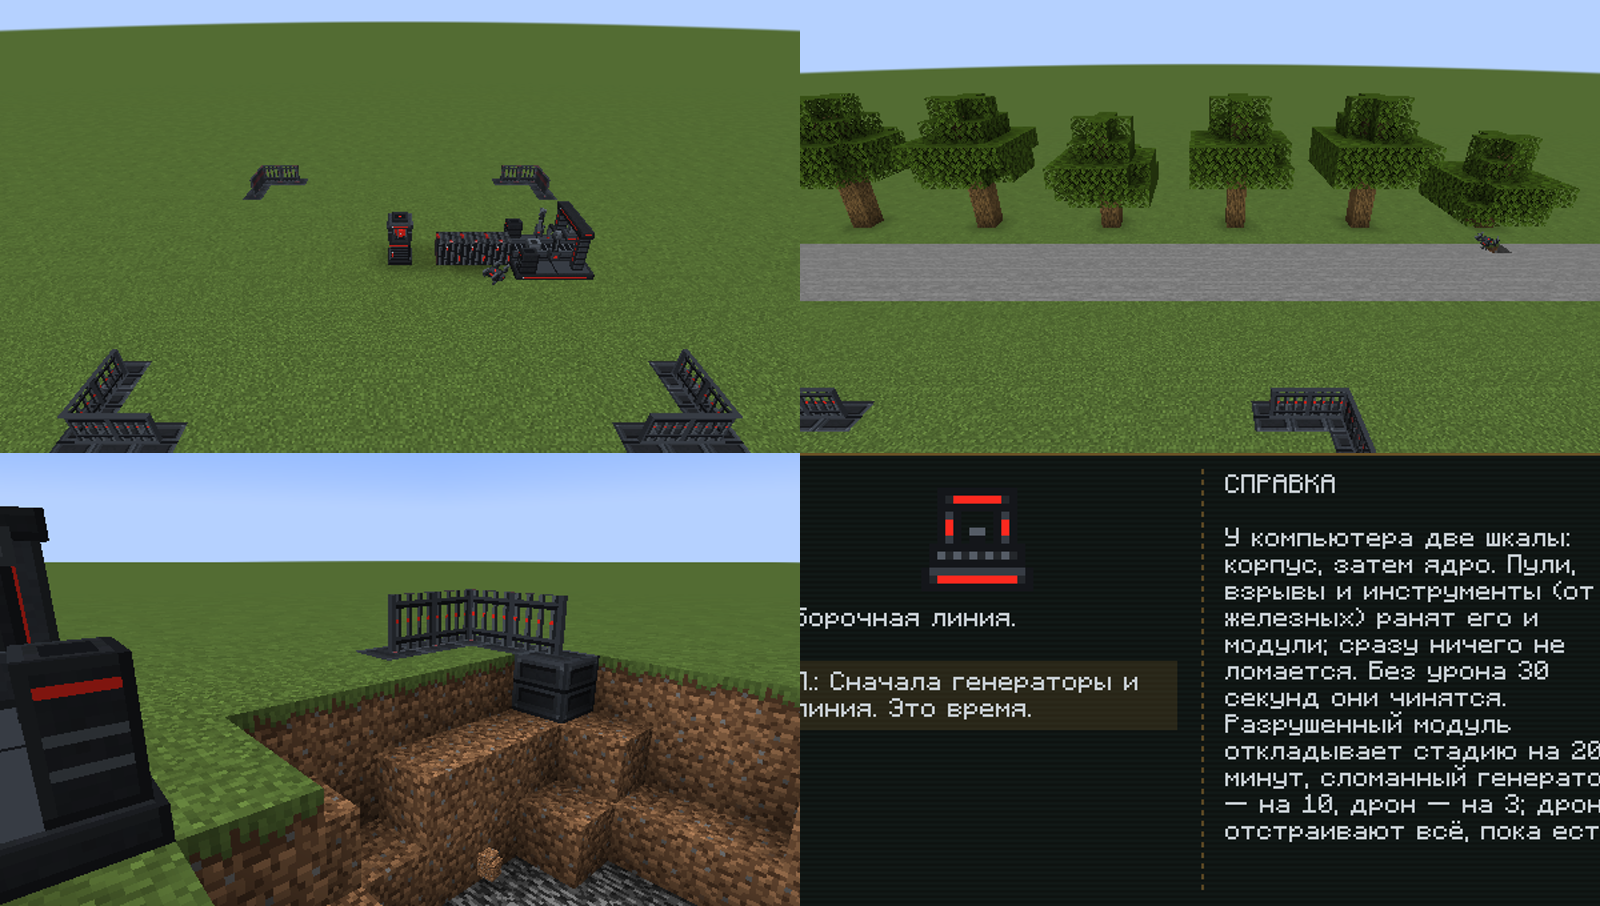 борочная линия.
Л.: Сначала генераторы и
линия. Это время.
СПРАВКА
У компьютера две шкалы:
корпус, затем ядро. Пули,
взрывы и инструменты (от
железных) ранят его и
модули; сразу ничего не
ломается. Без урона 30
секунд они чинятся.
Разрушенный модуль
откладывает стадию на 20
минут, сломанный генерато
— на 10, дрон — на 3; дрон
отстраивают всё, пока ест